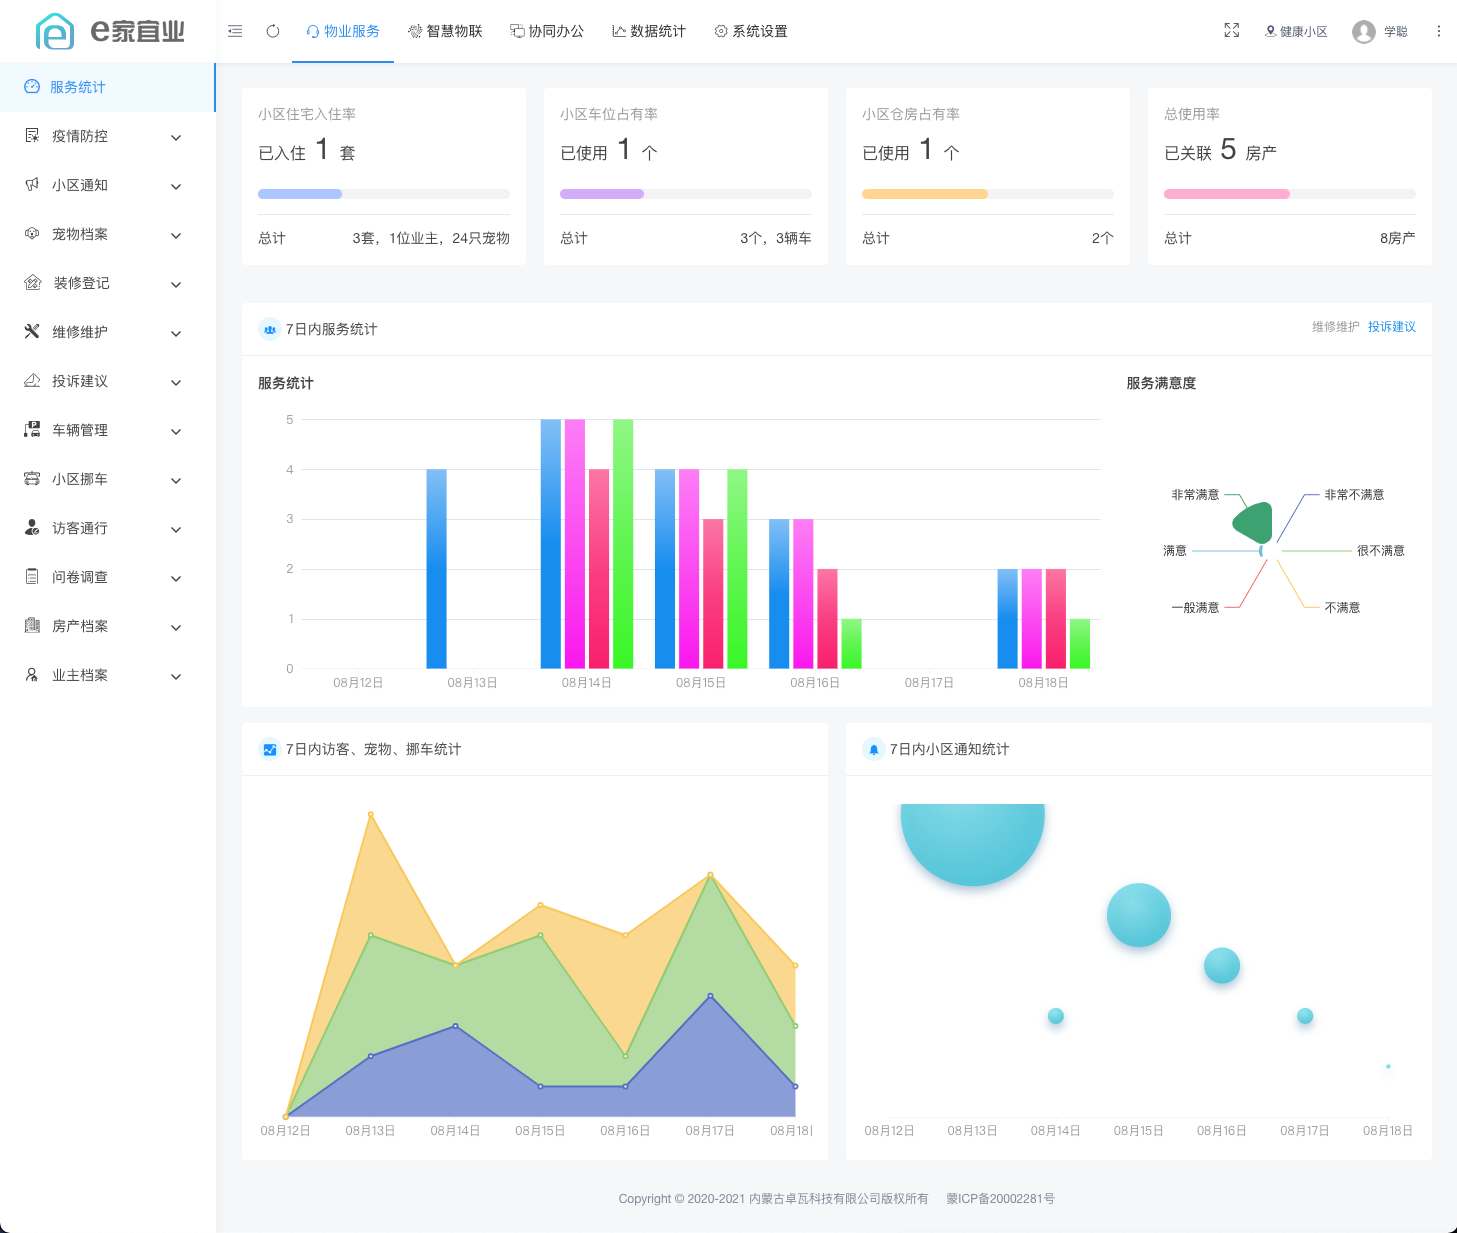 e家宜业
物业服务
智慧物联
协同办公
数据统计
系统设置
健康小区
学聪
服务统计
疫情防控
小区通知
宠物档案
装修登记
维修维护
投诉建议
车辆管理
小区挪车
访客通行
问卷调查
房产档案
业主档案
小区住宅入住率
已入住 1 套
总计 3套，1位业主，24只宠物
小区车位占有率
已使用 1 个
总计 3个，3辆车
小区仓房占有率
已使用 1 个
总计 2个
总使用率
已关联 5 房产
总计 8房产
7日内服务统计
维修维护 投诉建议
服务统计
5
4
3
2
1
0
08月12日 08月13日 08月14日 08月15日 08月16日 08月17日 08月18日
服务满意度
非常满意 非常不满意
满意 很不满意
一般满意 不满意
7日内访客、宠物、挪车统计
08月12日 08月13日 08月14日 08月15日 08月16日 08月17日 08月18
7日内小区通知统计
08月12日 08月13日 08月14日 08月15日 08月16日 08月17日 08月18日
Copyright © 2020-2021 内蒙古卓瓦科技有限公司版权所有 蒙ICP备20002281号